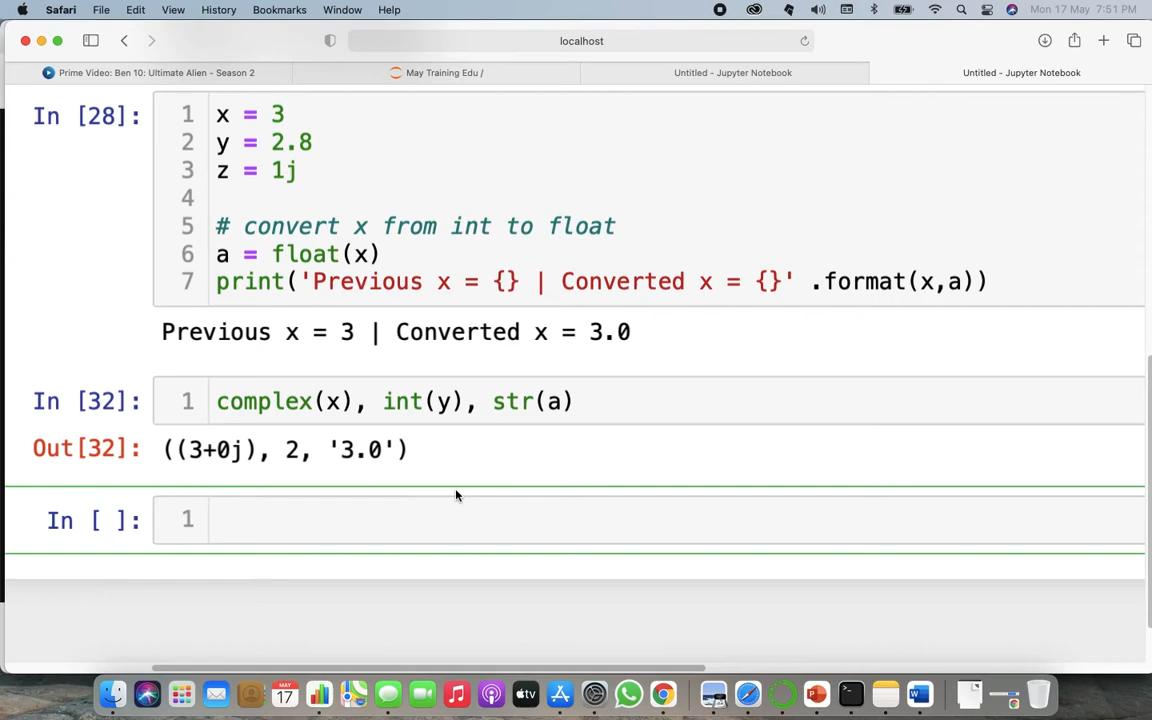 Safari File Edit View History Bookmarks Window Help Mon 17 May 7:51 PM
localhost
Prime Video: Ben 10: Ultimate Alien - Season 2 May Training Edu / Untitled - Jupyter Notebook Untitled - Jupyter Notebook
In [28]: 1 x = 3
2 y = 2.8
3 z = 1j
4
5 # convert x from int to float
6 a = float(x)
7 print('Previous x = {} | Converted x = {}' .format(x,a))
Previous x = 3 | Converted x = 3.0
In [32]: 1 complex(x), int(y), str(a)
Out[32]: ((3+0j), 2, '3.0')
In [ ]: 1
MAY
17
tv